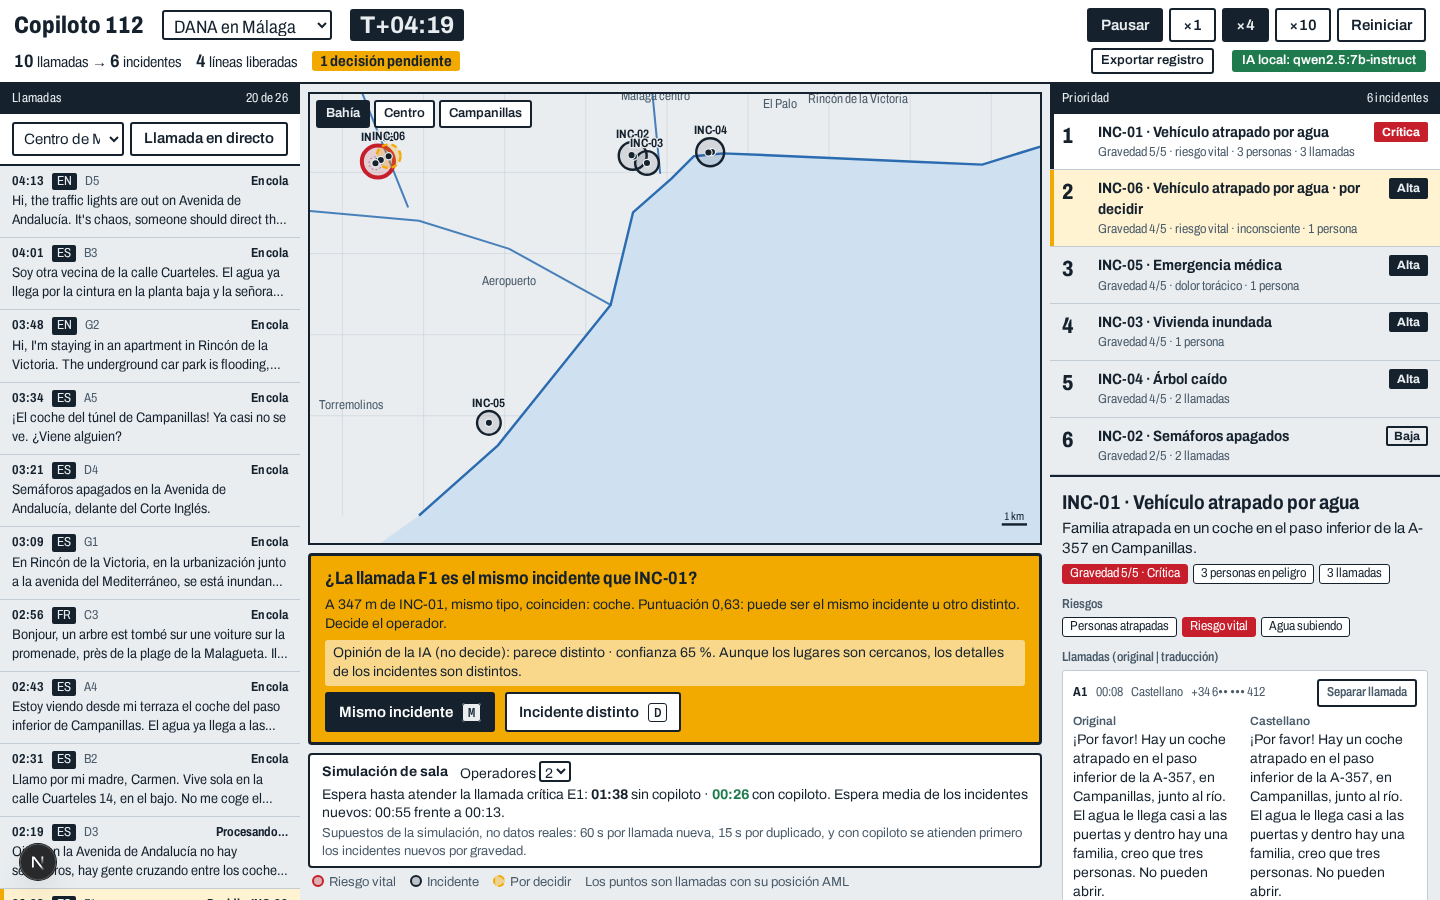 Copiloto 112
DANA en Málaga
T+04:19
Pausar
×1
×4
×10
Reiniciar
10 llamadas → 6 incidentes
4 líneas liberadas
1 decisión pendiente
Exportar registro
IA local: qwen2.5:7b-instruct
Llamadas
20 de 26
Centro de M
Llamada en directo
04:13 EN D5 En cola
Hi, the traffic lights are out on Avenida de
Andalucía. It's chaos, someone should direct th...
04:01 ES B3 En cola
Soy otra vecina de la calle Cuarteles. El agua ya
llega por la cintura en la planta baja y la señora...
03:48 EN G2 En cola
Hi, I'm staying in an apartment in Rincón de la
Victoria. The underground car park is flooding,...
03:34 ES A5 En cola
¡El coche del túnel de Campanillas! Ya casi no se
ve. ¿Viene alguien?
03:21 ES D4 En cola
Semáforos apagados en la Avenida de
Andalucía, delante del Corte Inglés.
03:09 ES G1 En cola
En Rincón de la Victoria, en la urbanización junto
a la avenida del Mediterráneo, se está inundan...
02:56 FR C3 En cola
Bonjour, un arbre est tombé sur une voiture sur la
promenade, près de la plage de la Malagueta. Il...
02:43 ES A4 En cola
Estoy viendo desde mi terraza el coche del paso
inferior de Campanillas. El agua ya llega a las...
02:31 ES B2 En cola
Llamo por mi madre, Carmen. Vive sola en la
calle Cuarteles 14, en el bajo. No me coge el...
02:19 ES D3 Procesando...
en la Avenida de Andalucía no hay
hay gente cruzando entre los coche...
N
Bahía
Centro
Campanillas
Málaga centro
El Palo
Rincón de la Victoria
INC-06
INC-02
INC-03
INC-04
Aeropuerto
Torremolinos
INC-05
1 km
¿La llamada F1 es el mismo incidente que INC-01?
A 347 m de INC-01, mismo tipo, coinciden: coche. Puntuación 0,63: puede ser el mismo incidente u otro distinto.
Decide el operador.
Opinión de la IA (no decide): parece distinto · confianza 65 %. Aunque los lugares son cercanos, los detalles
de los incidentes son distintos.
Mismo incidente M
Incidente distinto D
Simulación de sala
Operadores 2
Espera hasta atender la llamada crítica E1: 01:38 sin copiloto · 00:26 con copiloto. Espera media de los incidentes
nuevos: 00:55 frente a 00:13.
Supuestos de la simulación, no datos reales: 60 s por llamada nueva, 15 s por duplicado, y con copiloto se atienden primero
los incidentes nuevos por gravedad.
Riesgo vital
Incidente
Por decidir
Los puntos son llamadas con su posición AML
Prioridad
6 incidentes
1 INC-01 · Vehículo atrapado por agua Crítica
Gravedad 5/5 · riesgo vital · 3 personas · 3 llamadas
2 INC-06 · Vehículo atrapado por agua · por Alta
decidir
Gravedad 4/5 · riesgo vital · inconsciente · 1 persona
3 INC-05 · Emergencia médica Alta
Gravedad 4/5 · dolor torácico · 1 persona
4 INC-03 · Vivienda inundada Alta
Gravedad 4/5 · 1 persona
5 INC-04 · Árbol caído Alta
Gravedad 4/5 · 2 llamadas
6 INC-02 · Semáforos apagados Baja
Gravedad 2/5 · 2 llamadas
INC-01 · Vehículo atrapado por agua
Familia atrapada en un coche en el paso inferior de la A-
357 en Campanillas.
Gravedad 5/5 · Crítica
3 personas en peligro
3 llamadas
Riesgos
Personas atrapadas
Riesgo vital
Agua subiendo
Llamadas (original | traducción)
A1 00:08 Castellano +34 6•• ••• 412
Separar llamada
Original
¡Por favor! Hay un coche
atrapado en el paso
inferior de la A-357, en
Campanillas, junto al río.
El agua le llega casi a las
puertas y dentro hay una
familia, creo que tres
personas. No pueden
abrir.
Castellano
¡Por favor! Hay un coche
atrapado en el paso
inferior de la A-357, en
Campanillas, junto al río.
El agua le llega casi a las
puertas y dentro hay una
familia, creo que tres
personas. No pueden
abrir.